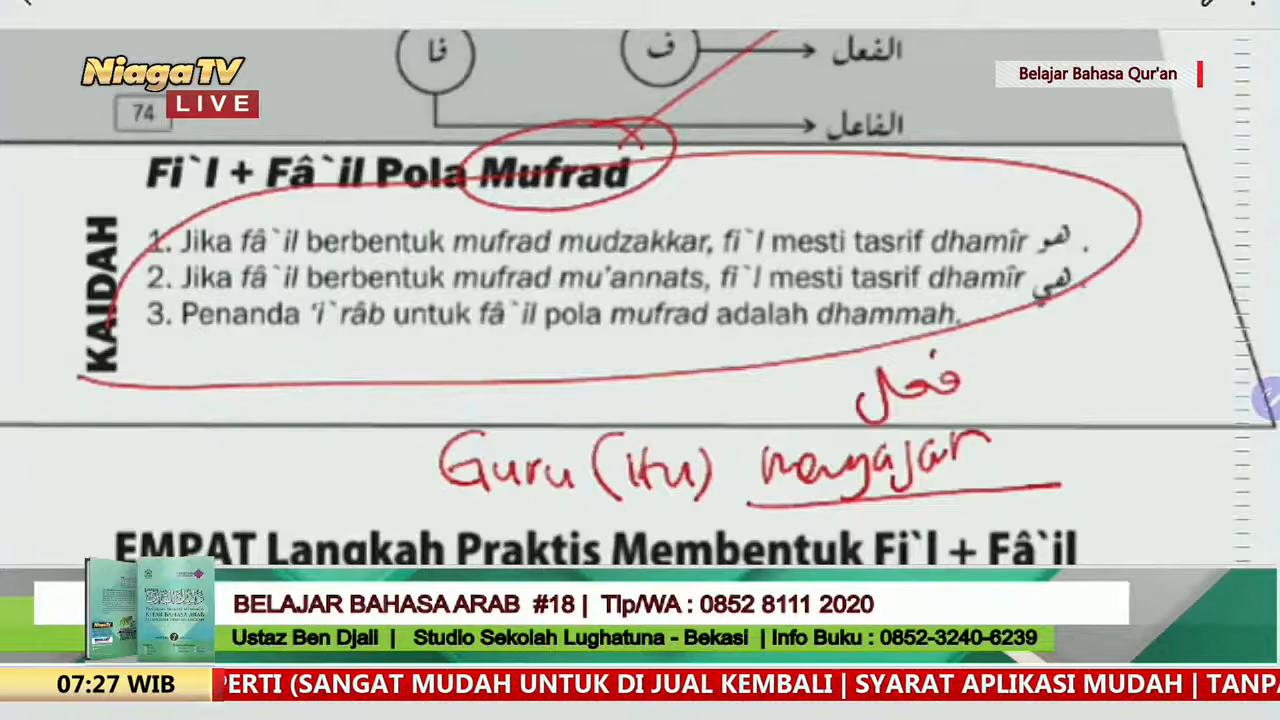 NiagaTV
LIVE
Belajar Bahasa Qur'an
فا
ف
الفعل
74
الفاعل
Fi`l + Fâ`il Pola Mufrad
KAIDAH
1. Jika fâ`il berbentuk mufrad mudzakkar, fi`l mesti tasrif dhamîr هو .
2. Jika fâ`il berbentuk mufrad mu'annats, fi`l mesti tasrif dhamîr هي.
3. Penanda 'i`râb untuk fâ`il pola mufrad adalah dhammah.
Guru (itu) mengajar
EMPAT Langkah Praktis Membentuk Fi`l + Fâ`il
BELAJAR BAHASA ARAB #18 | Tlp/WA : 0852 8111 2020
Ustaz Ben Djali | Studio Sekolah Lughatuna - Bekasi | Info Buku : 0852-3240-6239
07:27 WIB
PERTI (SANGAT MUDAH UNTUK DI JUAL KEMBALI | SYARAT APLIKASI MUDAH | TANPA